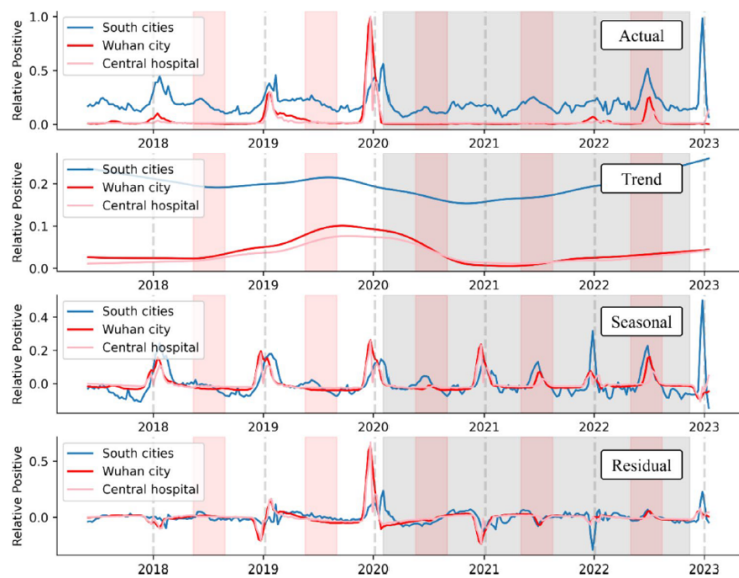 Relative Positive
1.0
0.5
0.0
South cities
Wuhan city
Central hospital
Actual
2018 2019 2020 2021 2022 2023
Relative Positive
0.2
0.1
0.0
South cities
Wuhan city
Central hospital
Trend
2018 2019 2020 2021 2022 2023
Relative Positive
0.4
0.2
0.0
South cities
Wuhan city
Central hospital
Seasonal
2018 2019 2020 2021 2022 2023
Relative Positive
0.5
0.0
South cities
Wuhan city
Central hospital
Residual
2018 2019 2020 2021 2022 2023